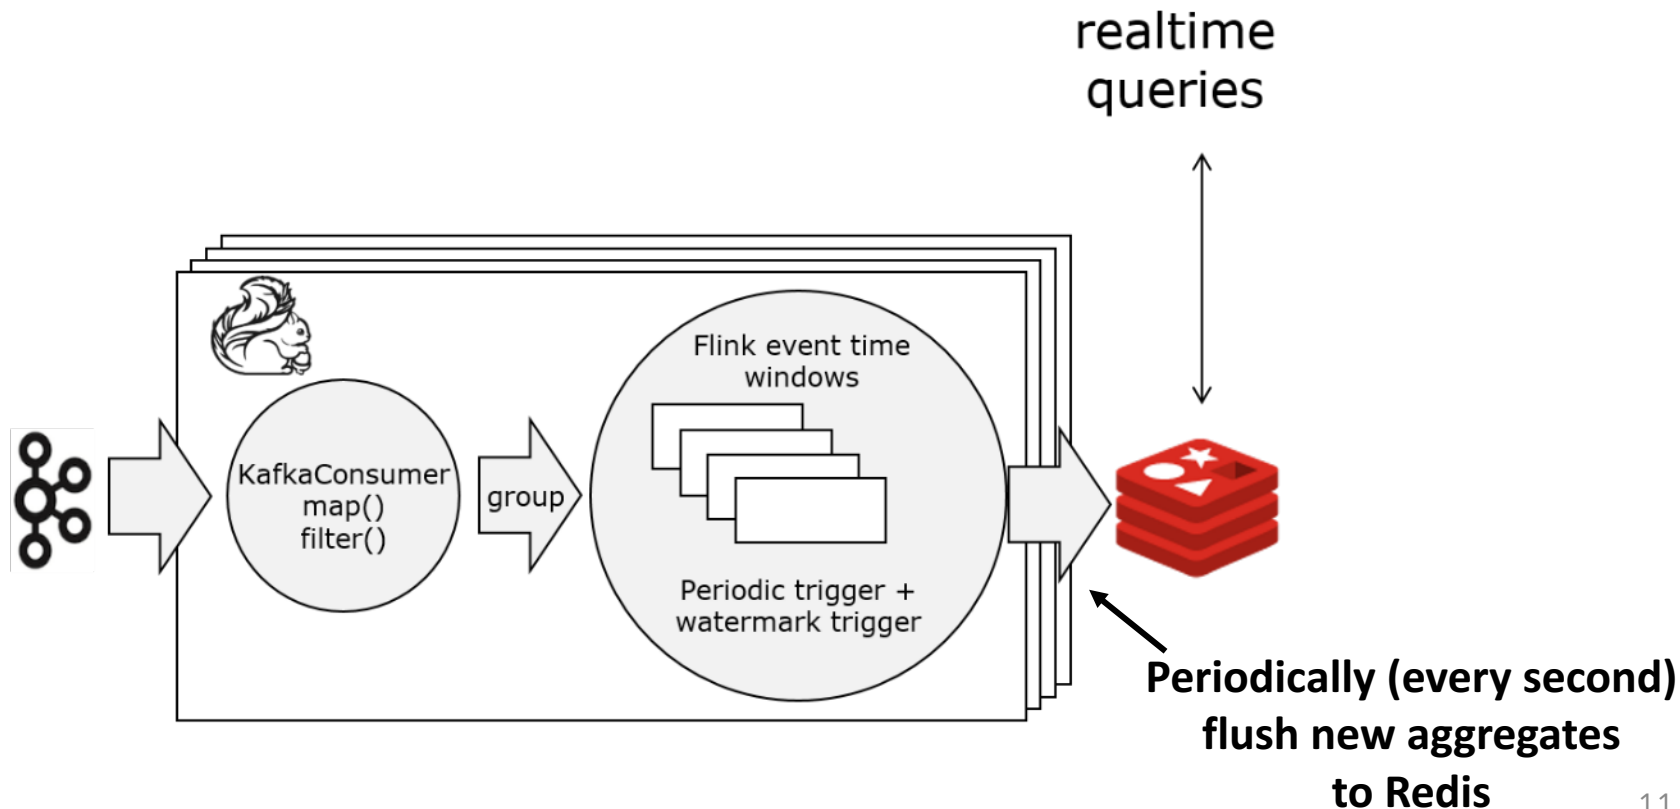 realtime
queries
Flink event time
windows
KafkaConsumer
map()
filter()
group
Periodic trigger +
watermark trigger
Periodically (every second)
flush new aggregates
to Redis
11